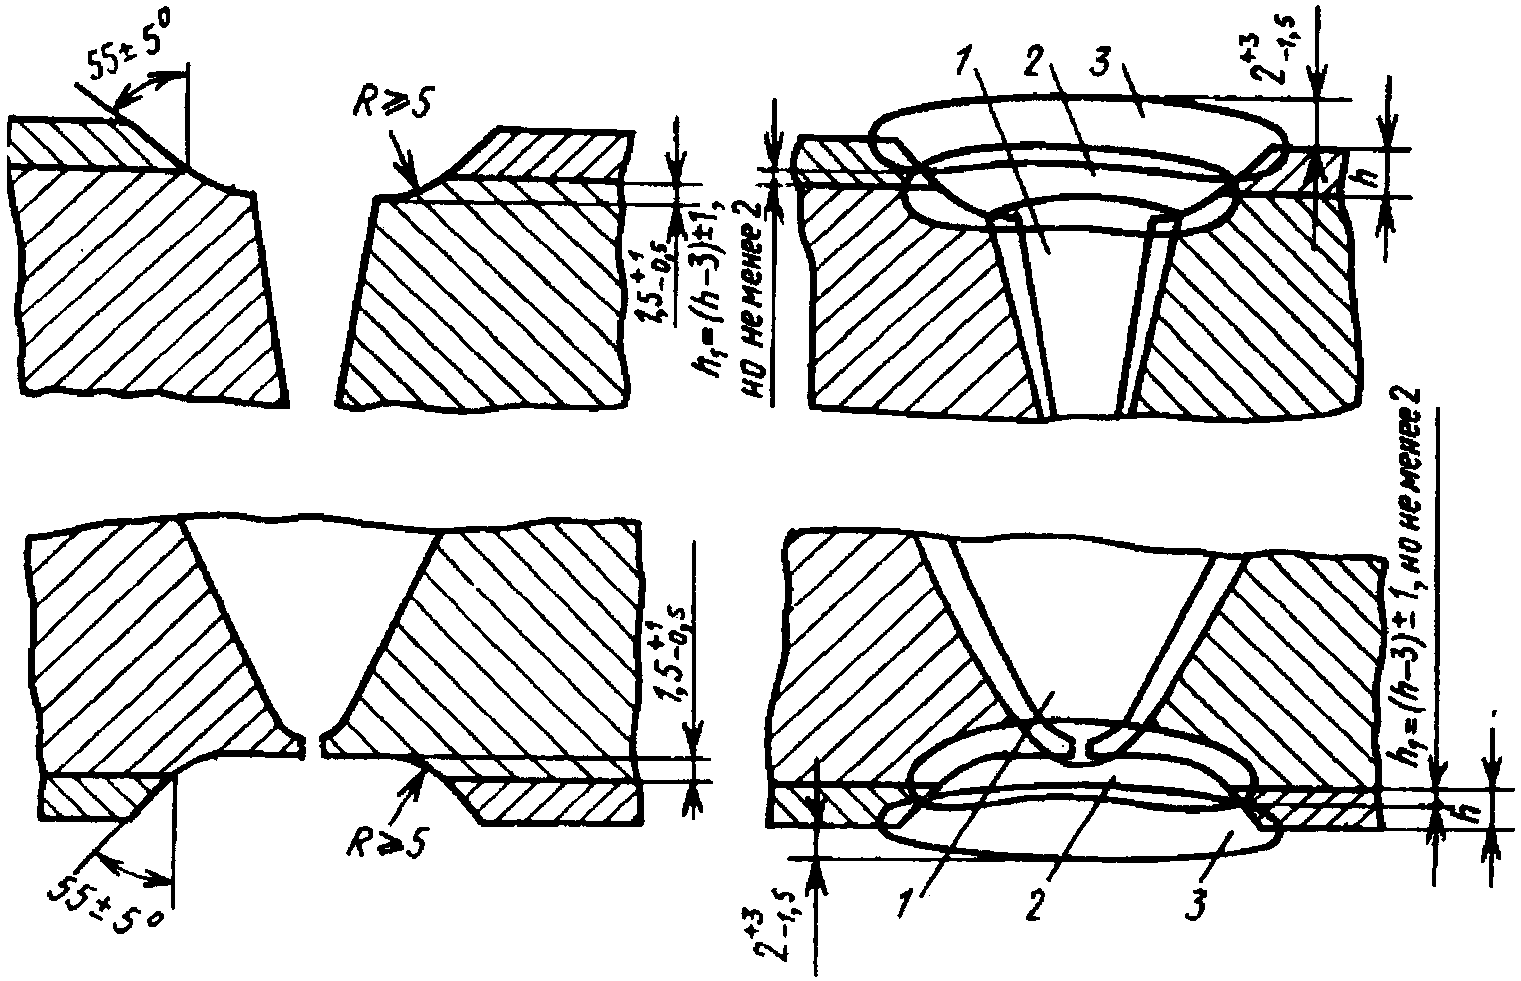 55±5°
R≥5
1,5⁺¹₋₀,₅
h₁=(h-3)±1,
но не менее 2
1
2
3
2⁺³₋₁,₅
h
1,5⁺¹₋₀,₅
R≥5
55±5°
1
2
3
2⁺³₋₁,₅
h₁=(h-3)±1, но не менее 2
h